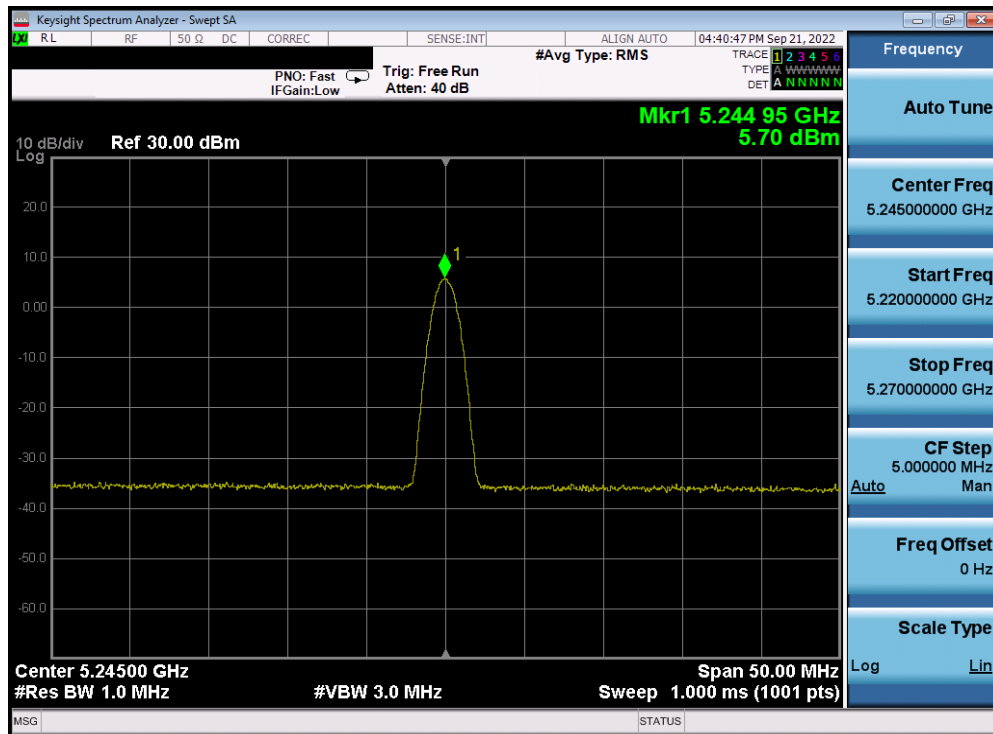 Keysight Spectrum Analyzer - Swept SA
LXI RL RF 50 Ω DC CORREC SENSE:INT ALIGN AUTO 04:40:47 PM Sep 21, 2022
#Avg Type: RMS TRACE 1 2 3 4 5 6
PNO: Fast Trig: Free Run TYPE A WWWWW
IFGain:Low Atten: 40 dB DET A N N N N N
Frequency
Mkr1 5.244 95 GHz
5.70 dBm
10 dB/div Ref 30.00 dBm
Log
20.0
10.0
1
0.00
-10.0
-20.0
-30.0
-40.0
-50.0
-60.0
Center 5.24500 GHz Span 50.00 MHz
#Res BW 1.0 MHz #VBW 3.0 MHz Sweep 1.000 ms (1001 pts)
Auto Tune
Center Freq
5.245000000 GHz
Start Freq
5.220000000 GHz
Stop Freq
5.270000000 GHz
CF Step
5.000000 MHz
Auto Man
Freq Offset
0 Hz
Scale Type
Log Lin
MSG STATUS